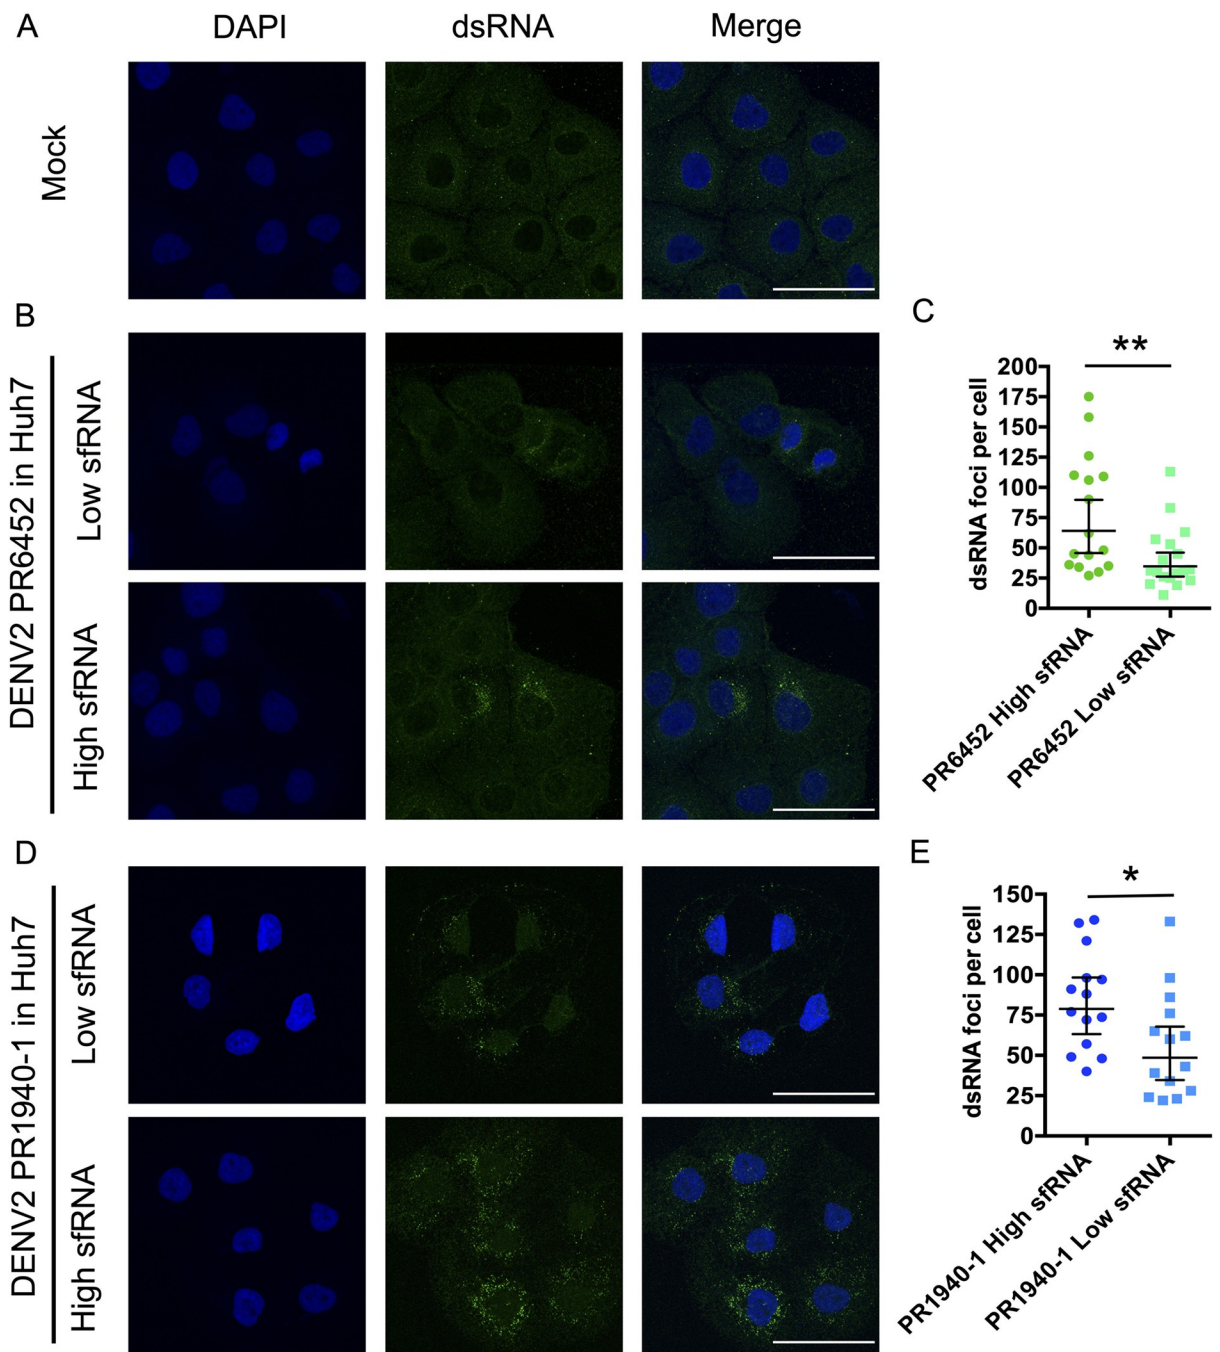 A
DAPI
dsRNA
Merge
Mock
B
DENV2 PR6452 in Huh7
Low sfRNA
High sfRNA
C
**
dsRNA foci per cell
200
175
150
125
100
75
50
25
0
PR6452 High sfRNA
PR6452 Low sfRNA
D
DENV2 PR1940-1 in Huh7
Low sfRNA
High sfRNA
E
*
dsRNA foci per cell
150
125
100
75
50
25
0
PR1940-1 High sfRNA
PR1940-1 Low sfRNA